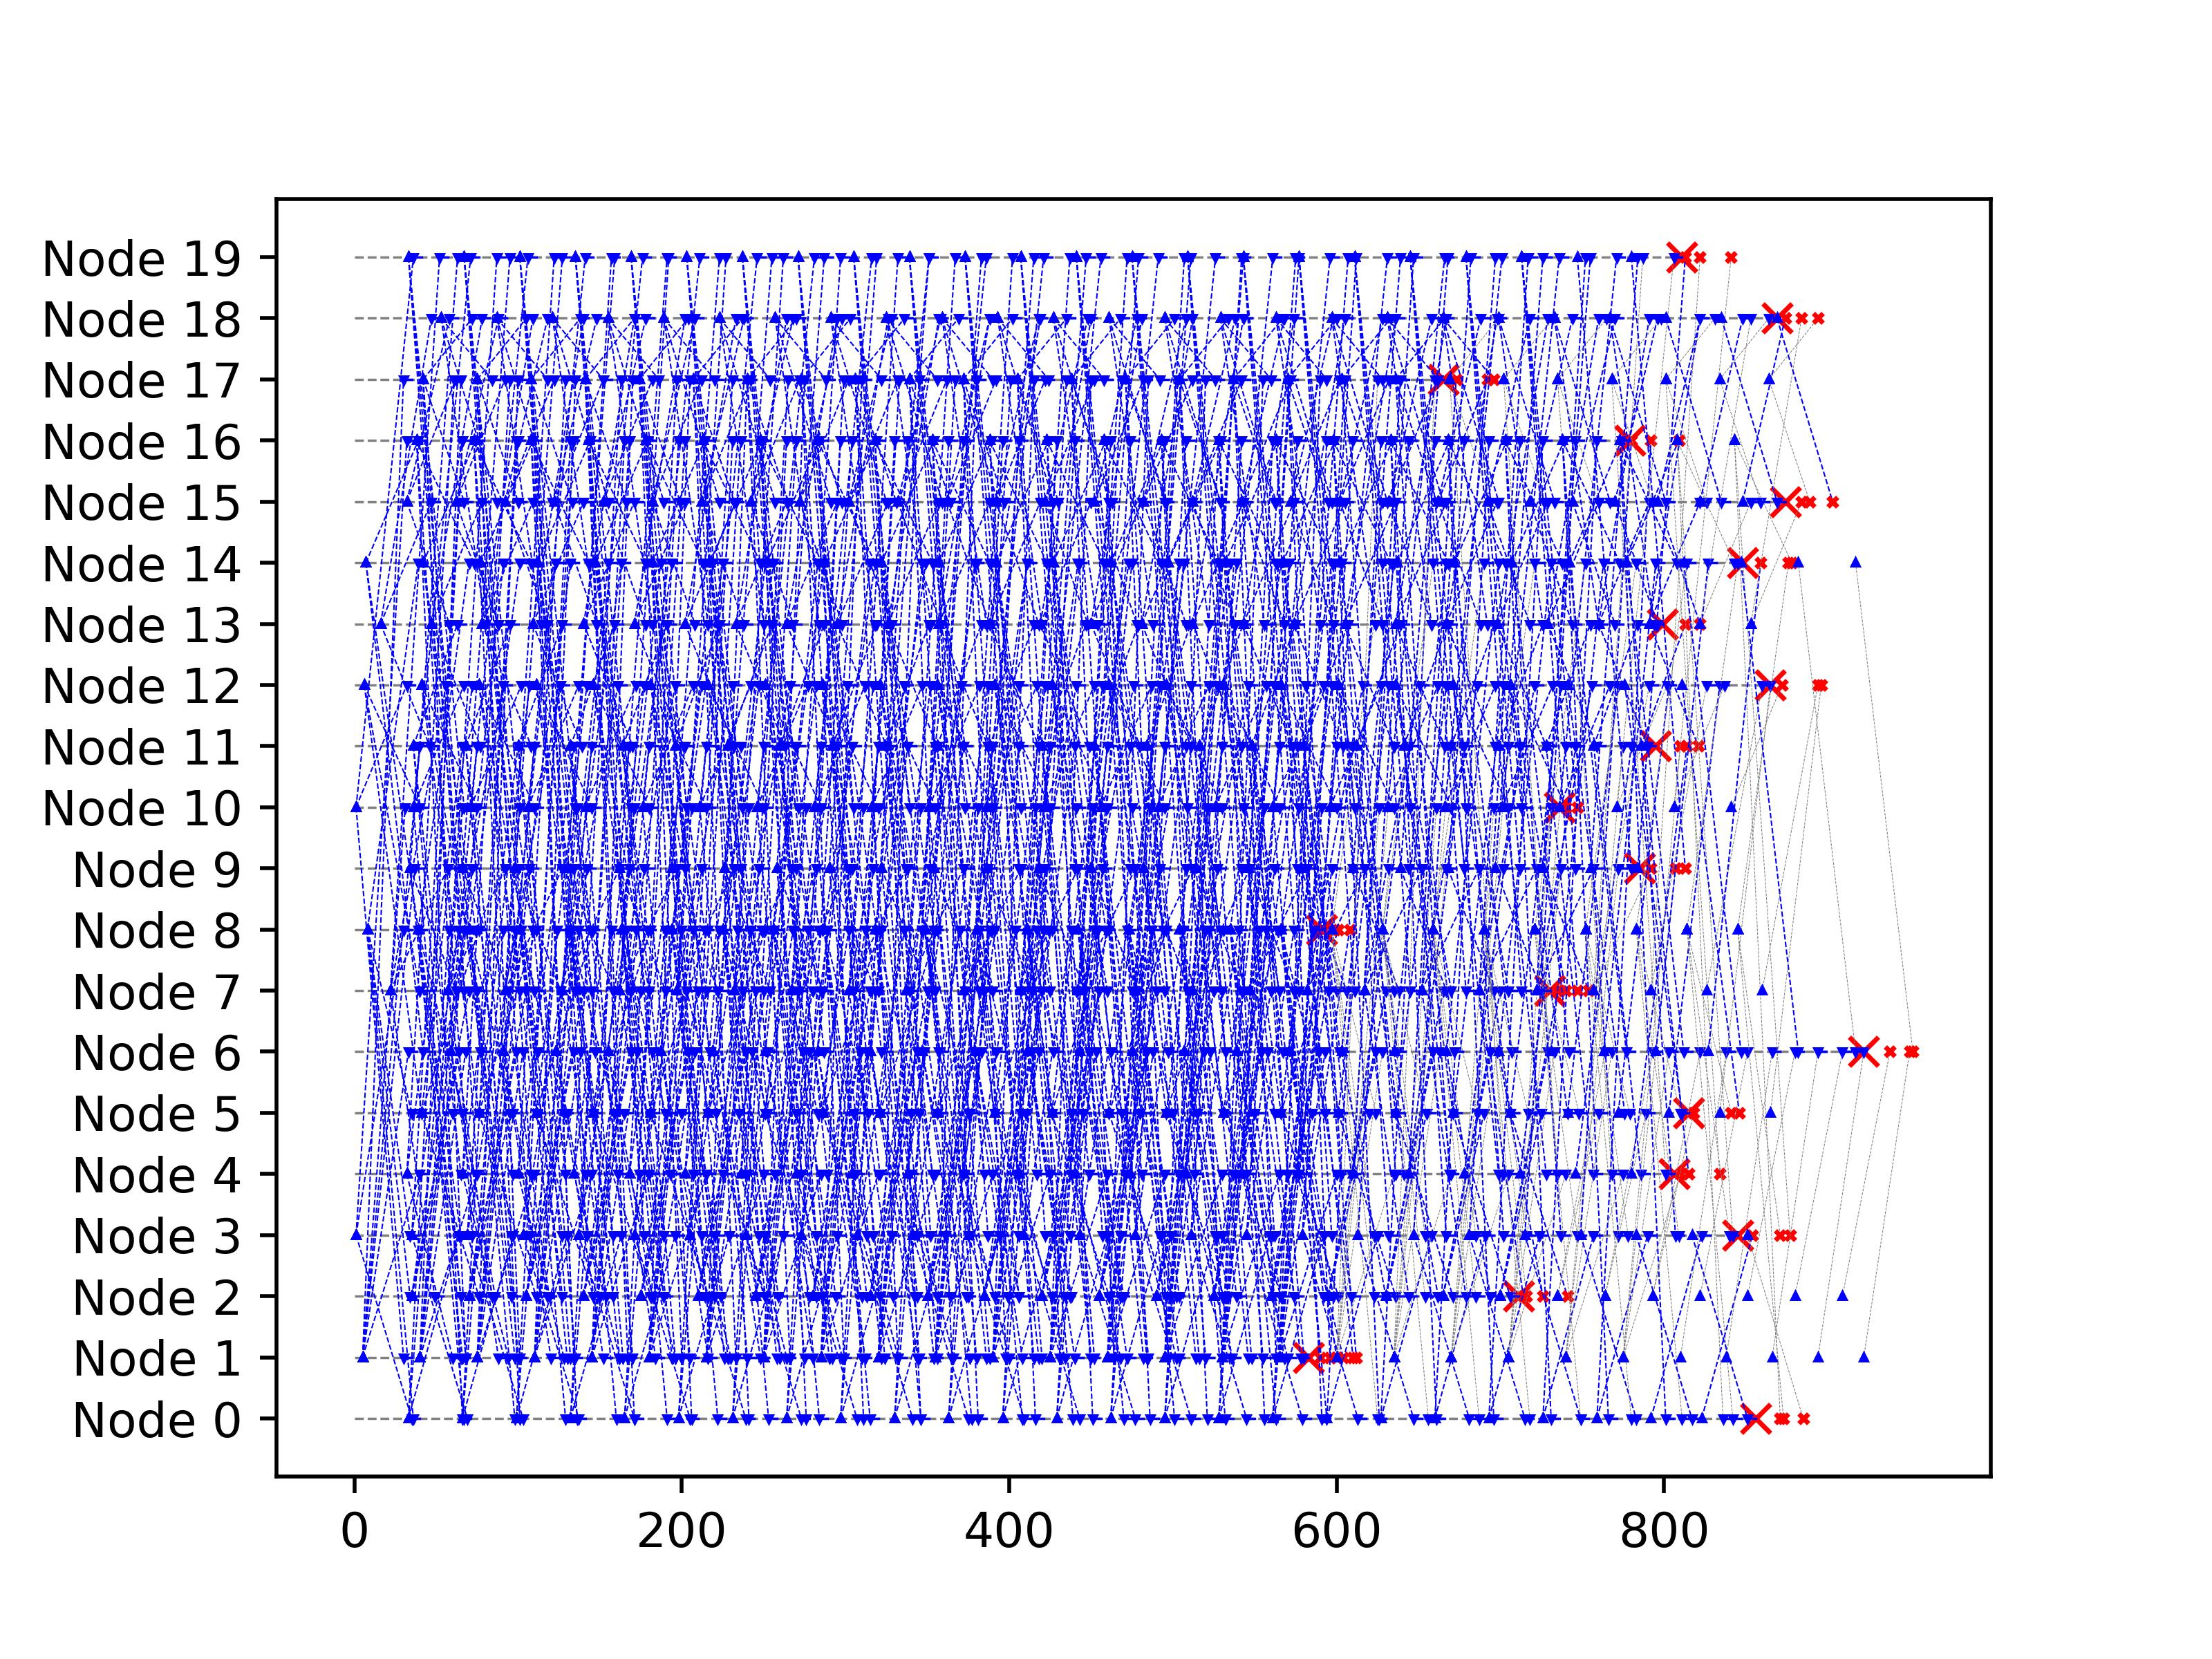 Node 19
Node 18
Node 17
Node 16
Node 15
Node 14
Node 13
Node 12
Node 11
Node 10
Node 9
Node 8
Node 7
Node 6
Node 5
Node 4
Node 3
Node 2
Node 1
Node 0
0 200 400 600 800